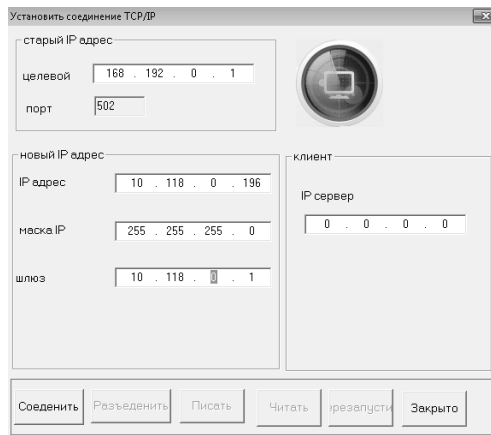 Установить соединение TCP/IP
старый IP адрес
целевой 168 . 192 . 0 . 1
порт 502
новый IP адрес
IP адрес 10 . 118 . 0 . 196
маска IP 255 . 255 . 255 . 0
шлюз 10 . 118 . 0 . 1
клиент
IP сервер
0 . 0 . 0 . 0
Соеденить Разъеденить Писать Читать ерезапусти Закрыто